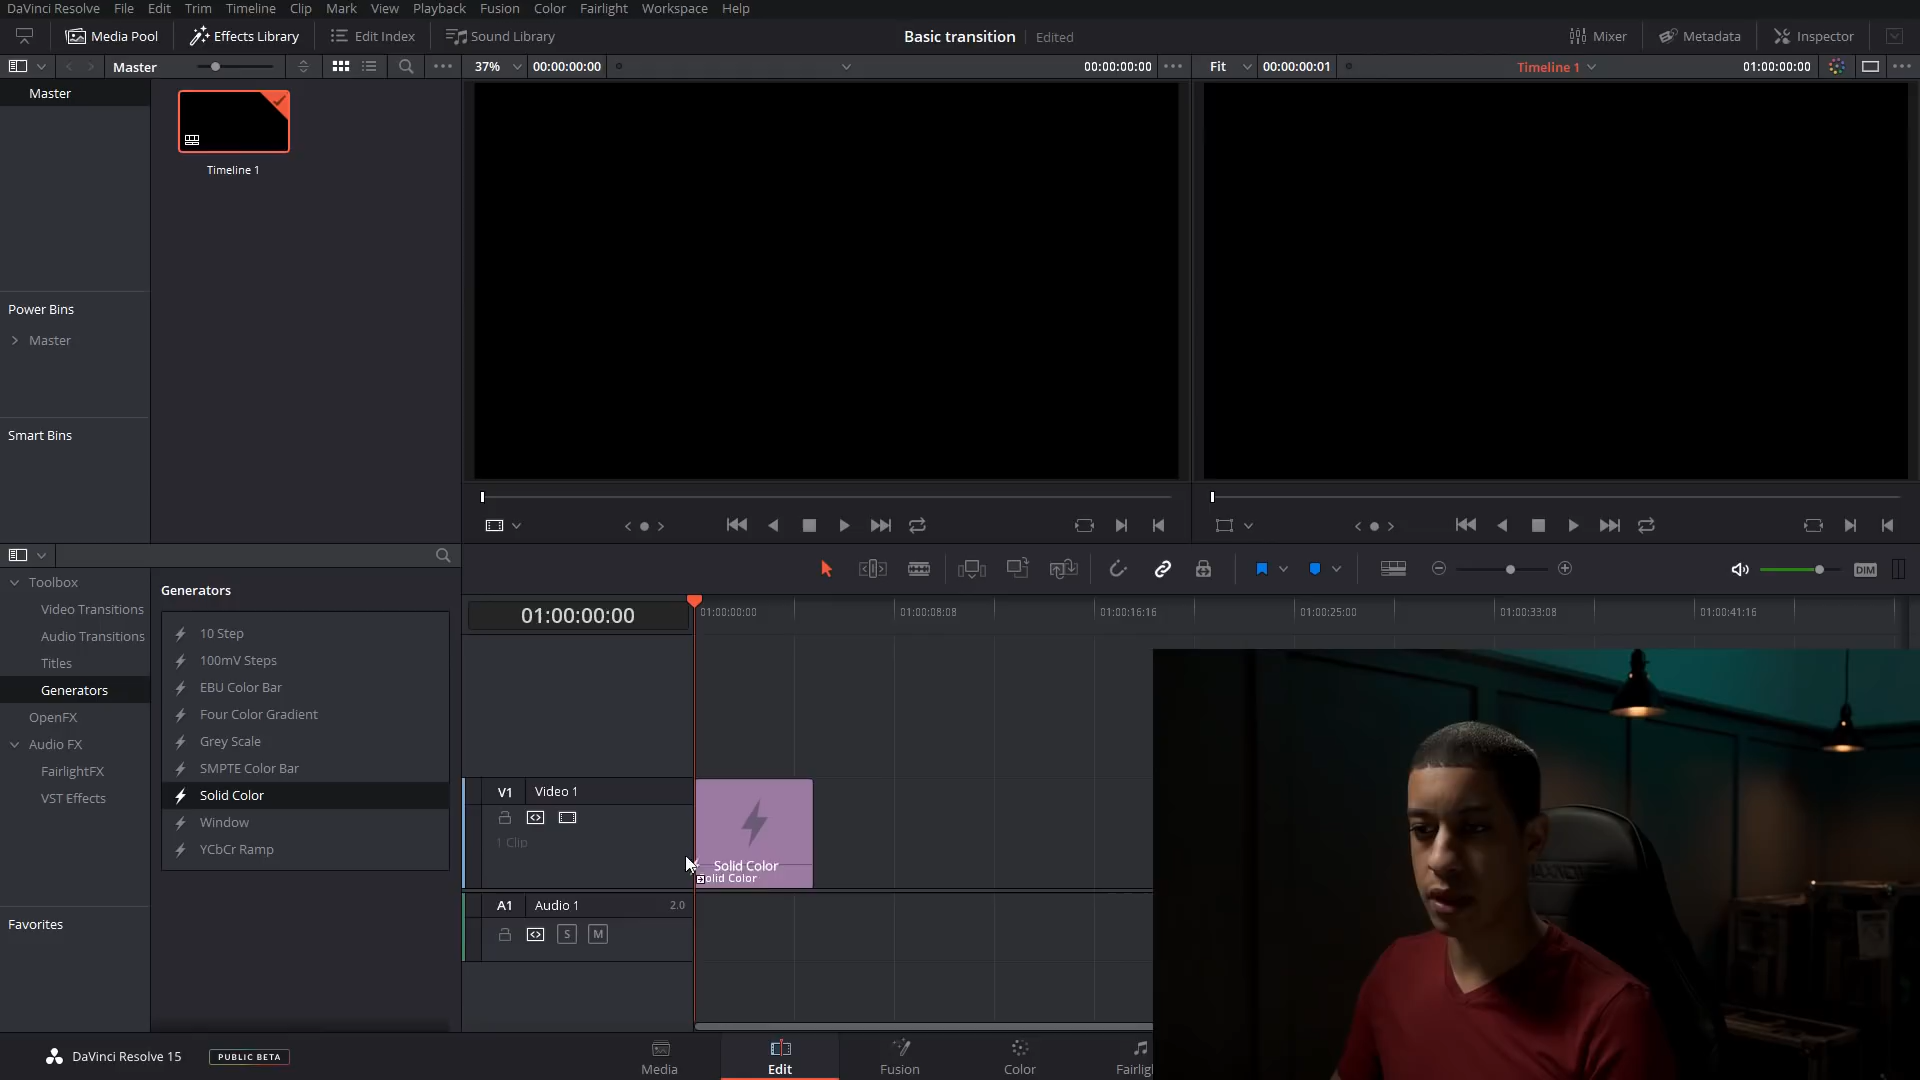 DaVinci Resolve File Edit Trim Timeline Clip Mark View Playback Fusion Color Fairlight Workspace Help
Media Pool Effects Library Edit Index Sound Library Basic transition Edited Mixer Metadata Inspector
Master 37% 00:00:00:00 00:00:00:00 Fit 00:00:00:01 Timeline 1 01:00:00:00
Master
Timeline 1
Power Bins
Master
Smart Bins
Toolbox
Video Transitions
Audio Transitions
Titles
Generators
OpenFX
Audio FX
FairlightFX
VST Effects
Favorites
Generators
10 Step
100mV Steps
EBU Color Bar
Four Color Gradient
Grey Scale
SMPTE Color Bar
Solid Color
Window
YCbCr Ramp
DIM
01:00:00:00 01:00:00:00 01:00:08:08 01:00:16:16 01:00:25:00 01:00:33:08 01:00:41:16
V1 Video 1
1 Clip
Solid Color
Solid Color
A1 Audio 1 2.0
S M
DaVinci Resolve 15 PUBLIC BETA
Media Edit Fusion Color